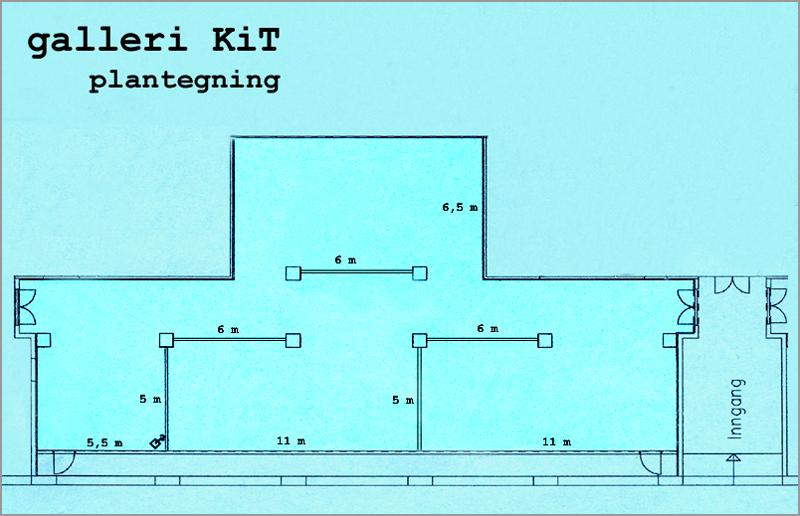 galleri KiT
plantegning
6,5 m
6 m
6 m
6 m
5 m
5 m
5,5 m
11 m
11 m
Inngang